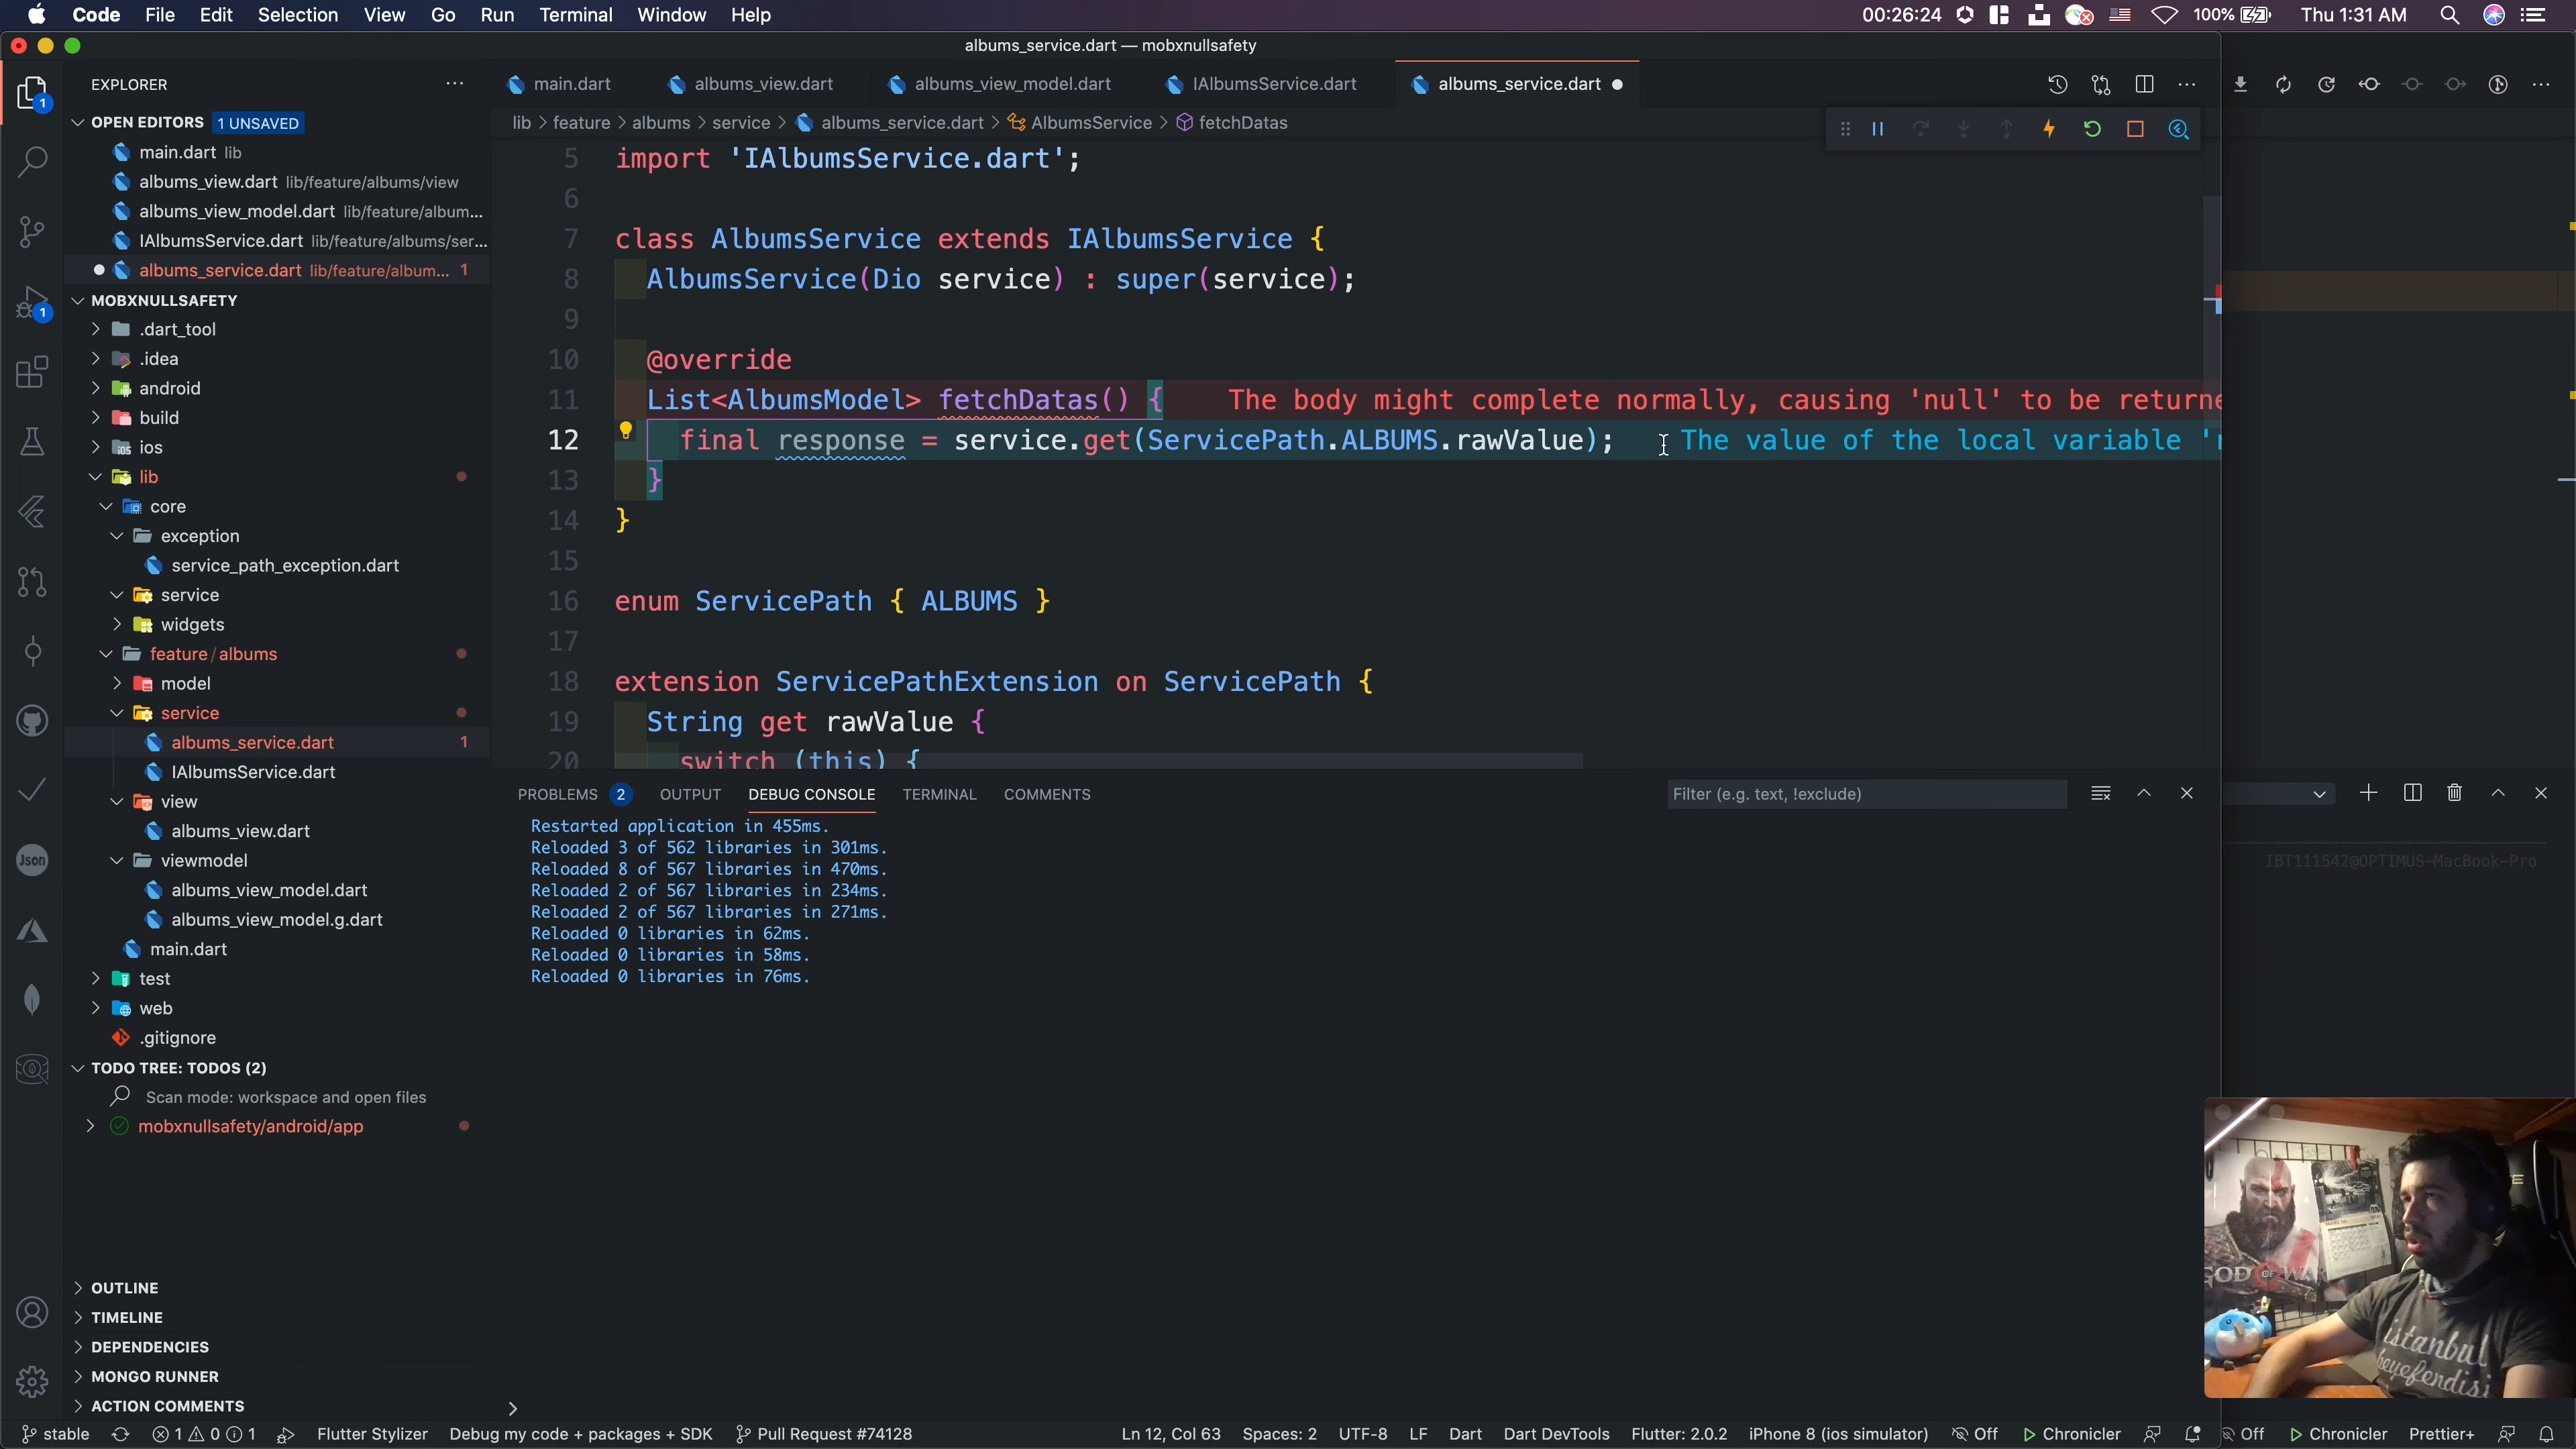 Code File Edit Selection View Go Run Terminal Window Help 00:26:24 100% Thu 1:31 AM
albums_service.dart — mobxnullsafety
EXPLORER
main.dart albums_view.dart albums_view_model.dart IAlbumsService.dart albums_service.dart
OPEN EDITORS 1 UNSAVED
lib > feature > albums > service > albums_service.dart > AlbumsService > fetchDatas
main.dart lib
albums_view.dart lib/feature/albums/view
albums_view_model.dart lib/feature/album...
IAlbumsService.dart lib/feature/albums/ser...
albums_service.dart lib/feature/album... 1
MOBXNULLSAFETY
.dart_tool
.idea
android
build
ios
lib
core
exception
service_path_exception.dart
service
widgets
feature / albums
model
service
albums_service.dart 1
IAlbumsService.dart
view
albums_view.dart
viewmodel
albums_view_model.dart
albums_view_model.g.dart
main.dart
test
web
.gitignore
TODO TREE: TODOS (2)
Scan mode: workspace and open files
mobxnullsafety/android/app
OUTLINE
TIMELINE
DEPENDENCIES
MONGO RUNNER
ACTION COMMENTS
1
1
Json
5 import 'IAlbumsService.dart';
6
7 class AlbumsService extends IAlbumsService {
8 AlbumsService(Dio service) : super(service);
9
10 @override
11 List<AlbumsModel> fetchDatas() { The body might complete normally, causing 'null' to be returne
12 final response = service.get(ServicePath.ALBUMS.rawValue); The value of the local variable 'r
13 }
14 }
15
16 enum ServicePath { ALBUMS }
17
18 extension ServicePathExtension on ServicePath {
19 String get rawValue {
20 switch (this) {
PROBLEMS 2 OUTPUT DEBUG CONSOLE TERMINAL COMMENTS Filter (e.g. text, !exclude)
Restarted application in 455ms.
Reloaded 3 of 562 libraries in 301ms.
Reloaded 8 of 567 libraries in 470ms.
Reloaded 2 of 567 libraries in 234ms.
Reloaded 2 of 567 libraries in 271ms.
Reloaded 0 libraries in 62ms.
Reloaded 0 libraries in 58ms.
Reloaded 0 libraries in 76ms.
IBT111542@OPTIMUS-MacBook-Pro
GOD OF WAR
istanbul
beyefendisi
stable 1 0 1 Flutter Stylizer Debug my code + packages + SDK Pull Request #74128 Ln 12, Col 63 Spaces: 2 UTF-8 LF Dart Dart DevTools Flutter: 2.0.2 iPhone 8 (ios simulator) Off Chronicler Off Chronicler Prettier+